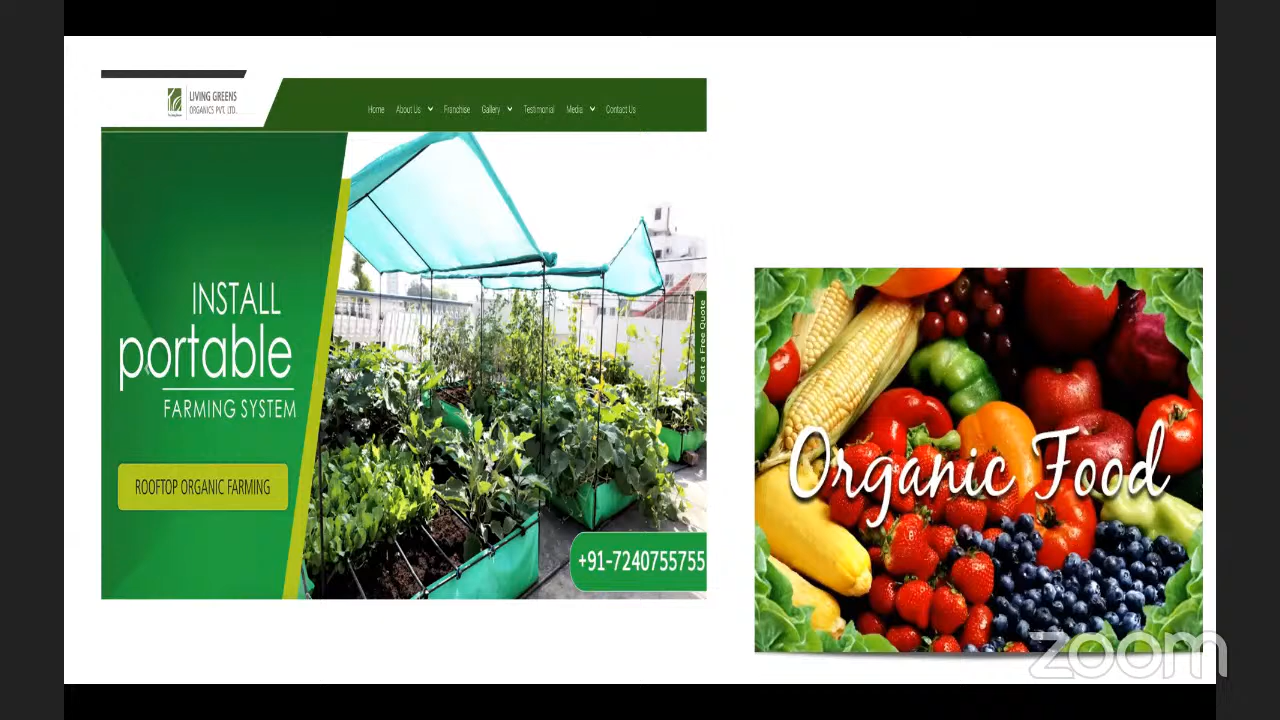 LIVING GREENS
ORGANICS PVT. LTD.
Home About Us Franchise Gallery Testimonial Media Contact Us
INSTALL
portable
FARMING SYSTEM
ROOFTOP ORGANIC FARMING
Get a Free Quote
+91-7240755755
Organic Food
zoom